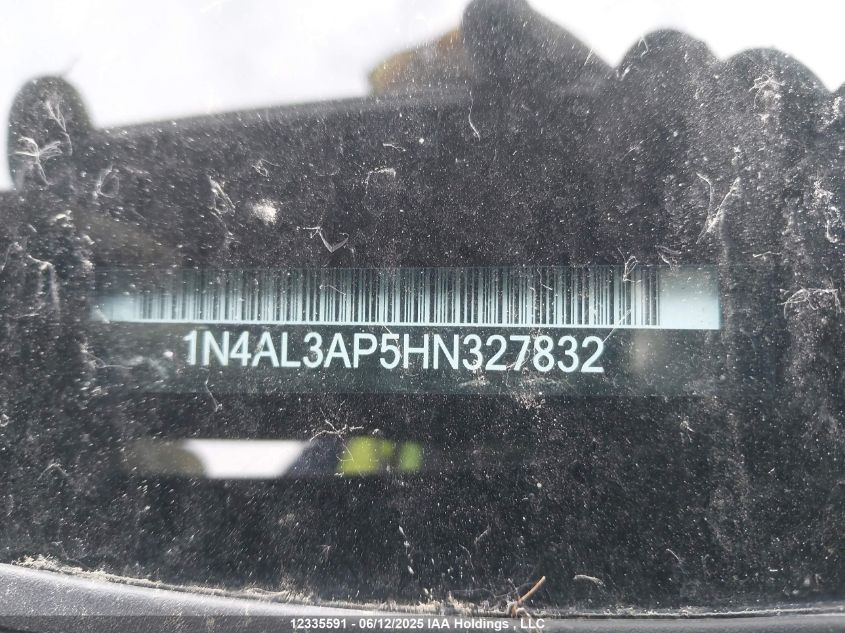 1N4AL3AP5HN327832
12335591 - 06/12/2025 IAA Holdings , LLC